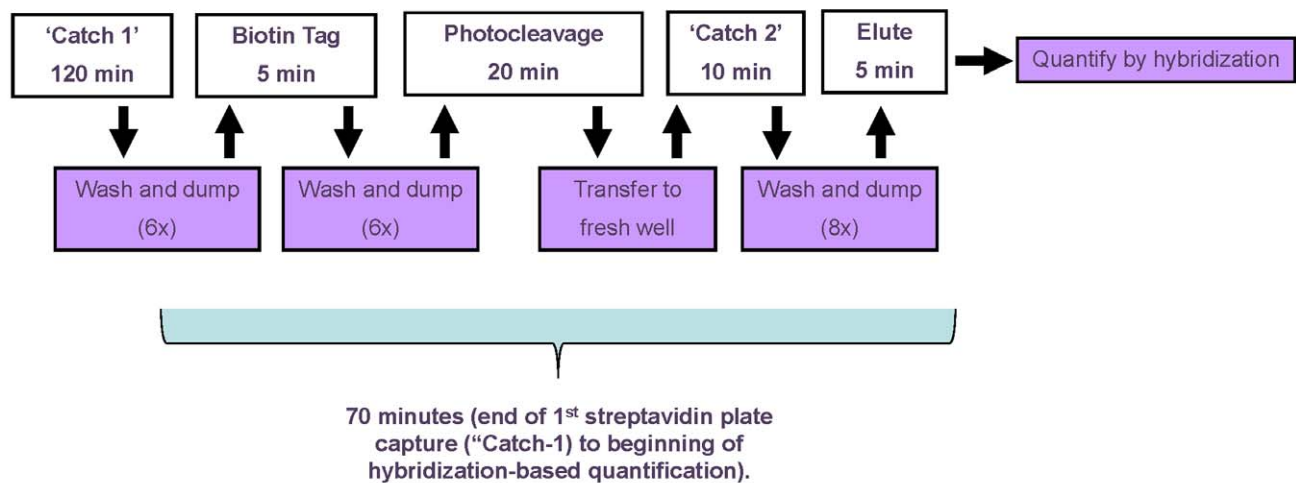 ‘Catch 1’
120 min
Biotin Tag
5 min
Photocleavage
20 min
‘Catch 2’
10 min
Elute
5 min
Quantify by hybridization
Wash and dump
(6x)
Wash and dump
(6x)
Transfer to
fresh well
Wash and dump
(8x)
70 minutes (end of 1st streptavidin plate
capture (“Catch-1) to beginning of
hybridization-based quantification).